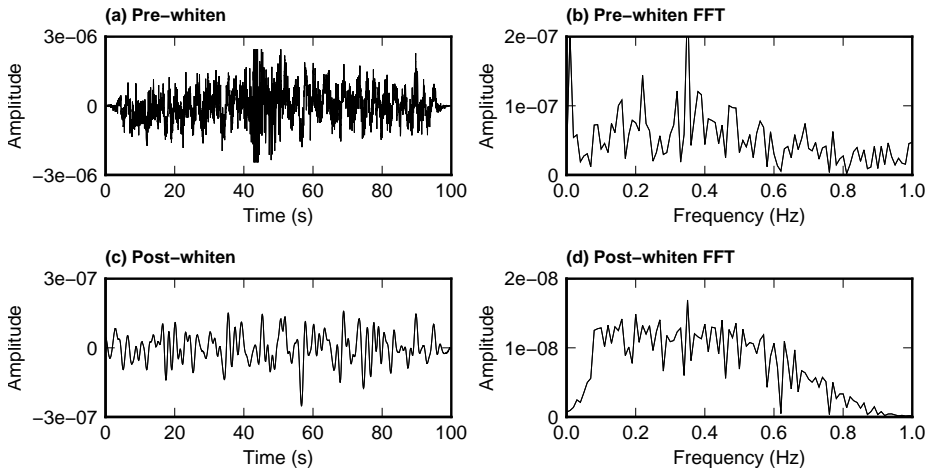 (a) Pre−whiten
3e−06
0
−3e−06
Amplitude
0 20 40 60 80 100
Time (s)
(b) Pre−whiten FFT
2e−07
1e−07
0
Amplitude
0.0 0.2 0.4 0.6 0.8 1.0
Frequency (Hz)
(c) Post−whiten
3e−07
0
−3e−07
Amplitude
0 20 40 60 80 100
Time (s)
(d) Post−whiten FFT
2e−08
1e−08
0
Amplitude
0.0 0.2 0.4 0.6 0.8 1.0
Frequency (Hz)